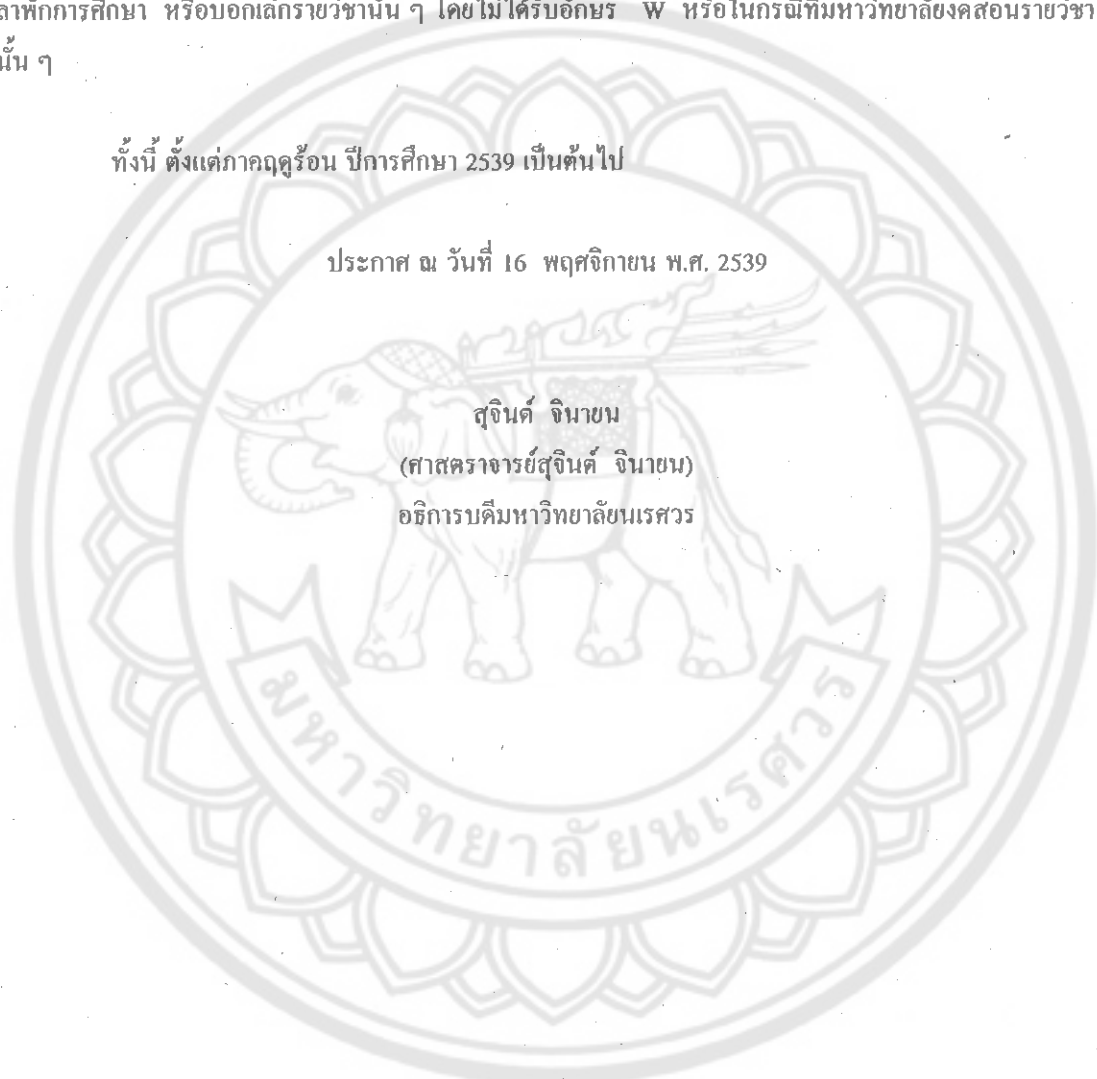 ลาพักการศึกษา หรือบอกเลิกรายวิชานั้น ๆ โดยไม่ได้รับอักษร W หรือในกรณีที่มหาวิทยาลัยงดสอนรายวิชา
นั้น ๆ
ทั้งนี้ ตั้งแต่ภาคฤดูร้อน ปีการศึกษา 2539 เป็นต้นไป
ประกาศ ณ วันที่ 16 พฤศจิกายน พ.ศ. 2539
สุจินต์ จินายน
(ศาสตราจารย์สุจินต์ จินายน)
อธิการบดีมหาวิทยาลัยนเรศวร
มหาวิทยาลัยนเรศวร